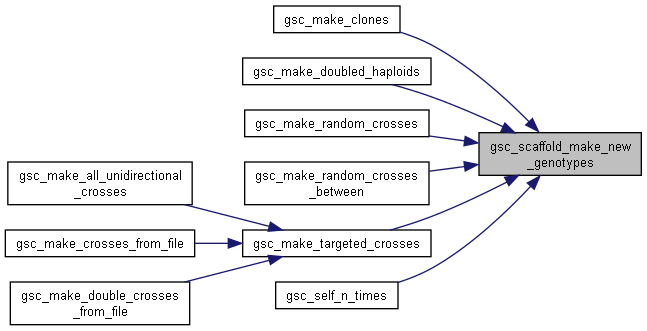 gsc_make_clones
gsc_make_doubled_haploids
gsc_make_random_crosses
gsc_scaffold_make_new
_genotypes
gsc_make_all_unidirectional
_crosses
gsc_make_random_crosses
_between
gsc_make_crosses_from_file
gsc_make_targeted_crosses
gsc_make_double_crosses
_from_file
gsc_self_n_times